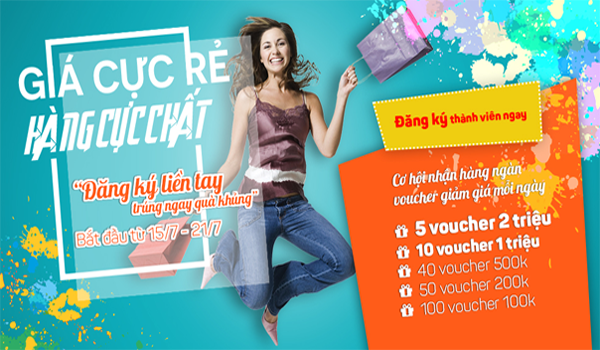 GIÁ CỰC RẺ
HÀNG CỰC CHẤT
“Đăng ký liền tay
trúng ngay quà khủng”
Bắt đầu từ 15/7 - 21/7
Đăng ký thành viên ngay
Cơ hội nhận hàng ngàn
voucher giảm giá mỗi ngày
5 voucher 2 triệu
10 voucher 1 triệu
40 voucher 500k
50 voucher 200k
100 voucher 100k